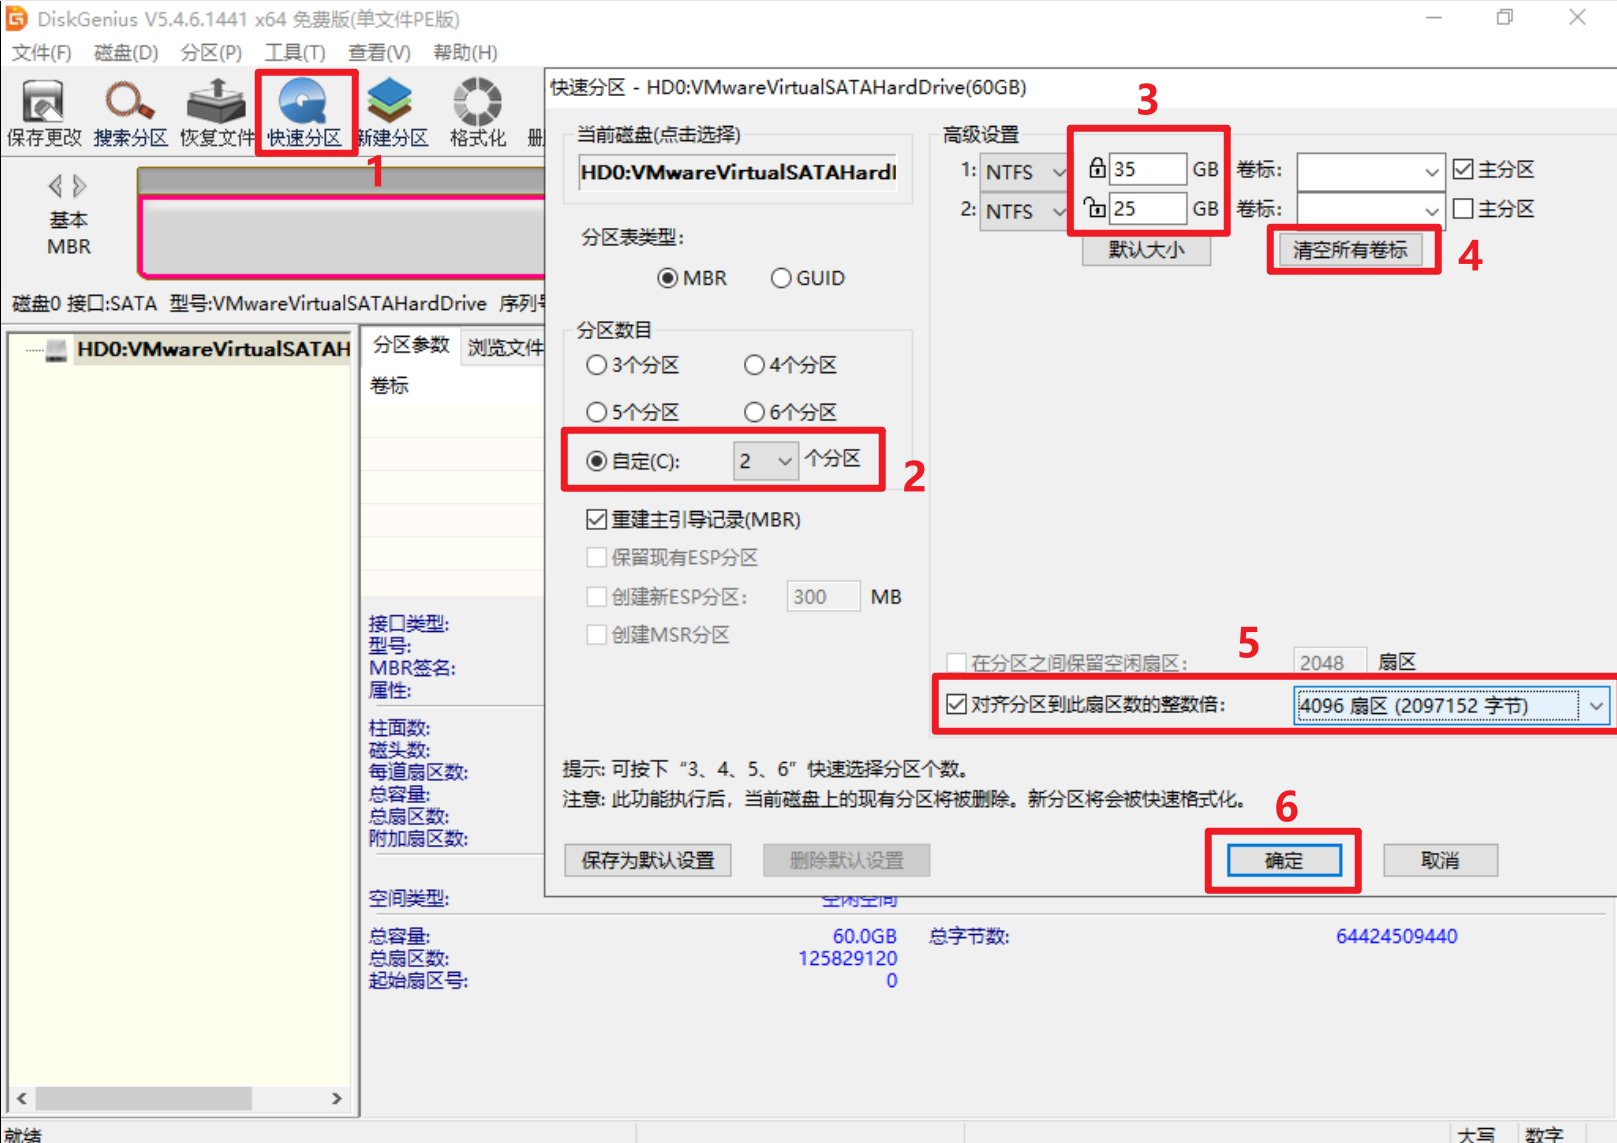 DiskGenius V5.4.6.1441 x64 免费版(单文件PE版)
文件(F) 磁盘(D) 分区(P) 工具(T) 查看(V) 帮助(H)
保存更改 搜索分区 恢复文件 快速分区 新建分区 格式化
1
基本
MBR
磁盘0 接口:SATA 型号:VMwareVirtualSATAHardDrive 序列号
HD0:VMwareVirtualSATAH
分区参数 浏览文件
卷标
接口类型:
型号:
MBR签名:
属性:
柱面数:
磁头数:
每道扇区数:
总容量:
总扇区数:
附加扇区数:
空间类型: 空闲空间
总容量: 60.0GB 总字节数: 64424509440
总扇区数: 125829120
起始扇区号: 0
快速分区 - HD0:VMwareVirtualSATAHardDrive(60GB)
当前磁盘(点击选择)
HD0:VMwareVirtualSATAHard
分区表类型:
MBR GUID
分区数目
3个分区 4个分区
5个分区 6个分区
自定(C): 2 个分区
2
重建主引导记录(MBR)
保留现有ESP分区
创建新ESP分区: 300 MB
创建MSR分区
高级设置
3
1: NTFS 35 GB 卷标: 主分区
2: NTFS 25 GB 卷标: 主分区
默认大小 清空所有卷标
4
5
在分区之间保留空闲扇区: 2048 扇区
对齐分区到此扇区数的整数倍: 4096 扇区 (2097152 字节)
提示: 可按下 “3、4、5、6” 快速选择分区个数。
注意: 此功能执行后，当前磁盘上的现有分区将被删除。新分区将会被快速格式化。
6
保存为默认设置 删除默认设置 确定 取消
就绪 大写 数字